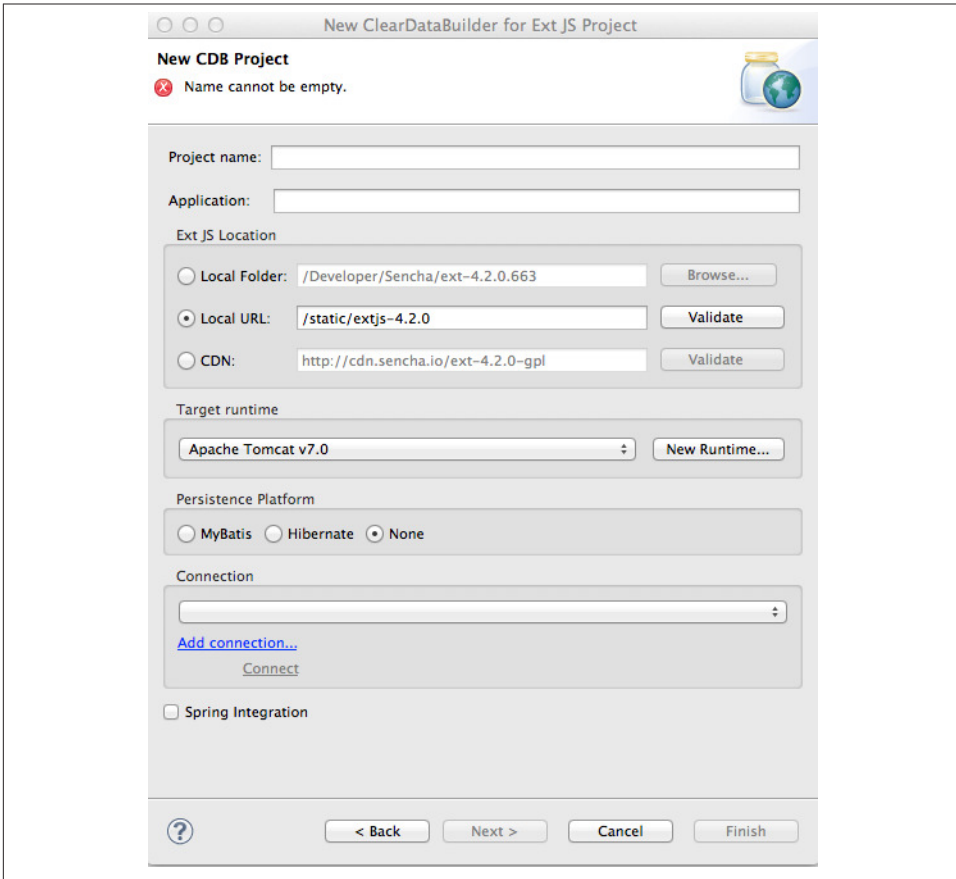 New ClearDataBuilder for Ext JS Project
New CDB Project
Name cannot be empty.
Project name:
Application:
Ext JS Location
Local Folder: /Developer/Sencha/ext-4.2.0.663 Browse...
Local URL: /static/extjs-4.2.0 Validate
CDN: http://cdn.sencha.io/ext-4.2.0-gpl Validate
Target runtime
Apache Tomcat v7.0 New Runtime...
Persistence Platform
MyBatis Hibernate None
Connection
Add connection...
Connect
Spring Integration
? < Back Next > Cancel Finish